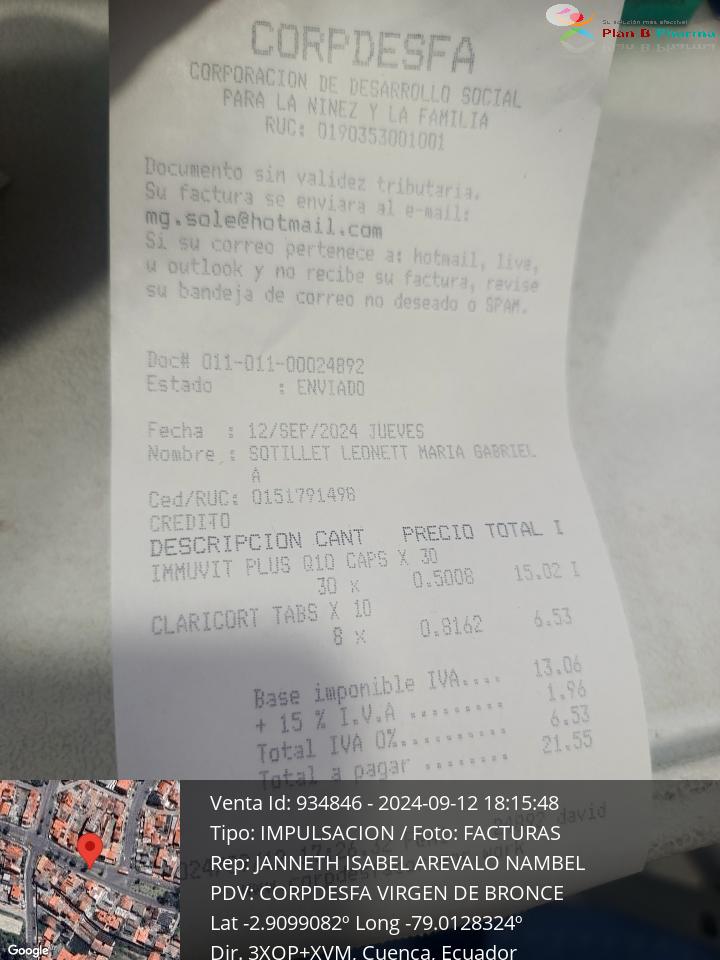 Su solución más efectiva!
Plan B Pharma
CORPDESFA
CORPORACION DE DESARROLLO SOCIAL
PARA LA NINEZ Y LA FAMILIA
RUC: 0190353001001
Documento sin validez tributaria.
Su factura se enviara al e-mail:
mg.sole@hotmail.com
Si su correo pertenece a: hotmail, live,
u outlook y no recibe su factura, revise
su bandeja de correo no deseado o SPAM.
Doc# 011-011-00024892
Estado : ENVIADO
Fecha : 12/SEP/2024 JUEVES
Nombre : SOTILLET LEONETT MARIA GABRIEL
A
Ced/RUC: 0151791498
CREDITO
DESCRIPCION CANT PRECIO TOTAL I
IMMUVIT PLUS Q10 CAPS X 30
30 x 0.5008 15.02 I
CLARICORT TABS X 10
8 x 0.8162 6.53
Base imponible IVA.... 13.06
+ 15 % I.V.A ......... 1.96
Total IVA 0%.......... 6.53
Total a pagar ........ 21.55
david
Venta Id: 934846 - 2024-09-12 18:15:48
Tipo: IMPULSACION / Foto: FACTURAS
Rep: JANNETH ISABEL AREVALO NAMBEL
PDV: CORPDESFA VIRGEN DE BRONCE
Lat -2.9099082º Long -79.0128324º
Dir. 3XQP+XVM, Cuenca, Ecuador
Google